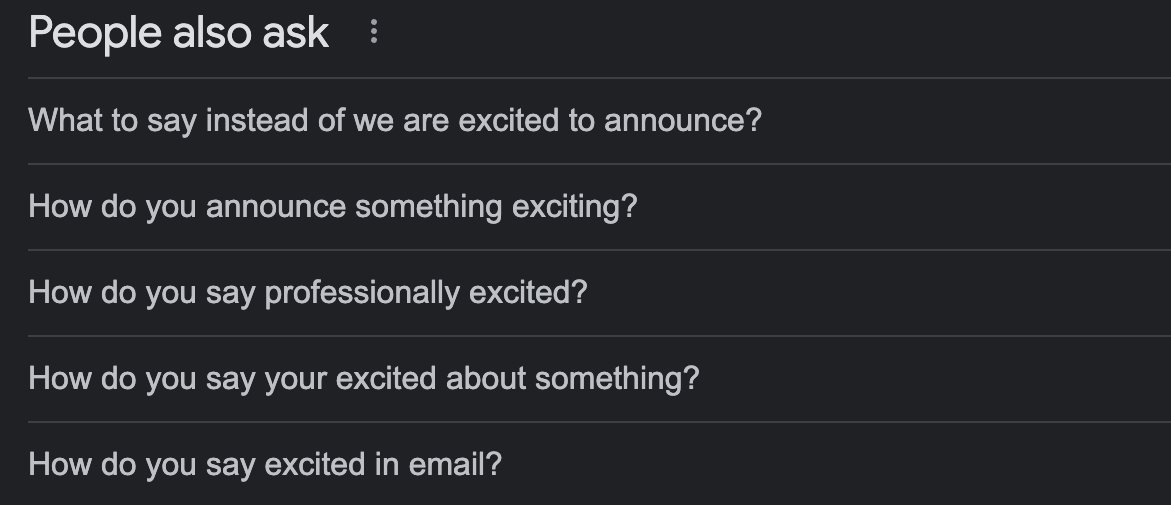 People also ask
What to say instead of we are excited to announce?
How do you announce something exciting?
How do you say professionally excited?
How do you say your excited about something?
How do you say excited in email?